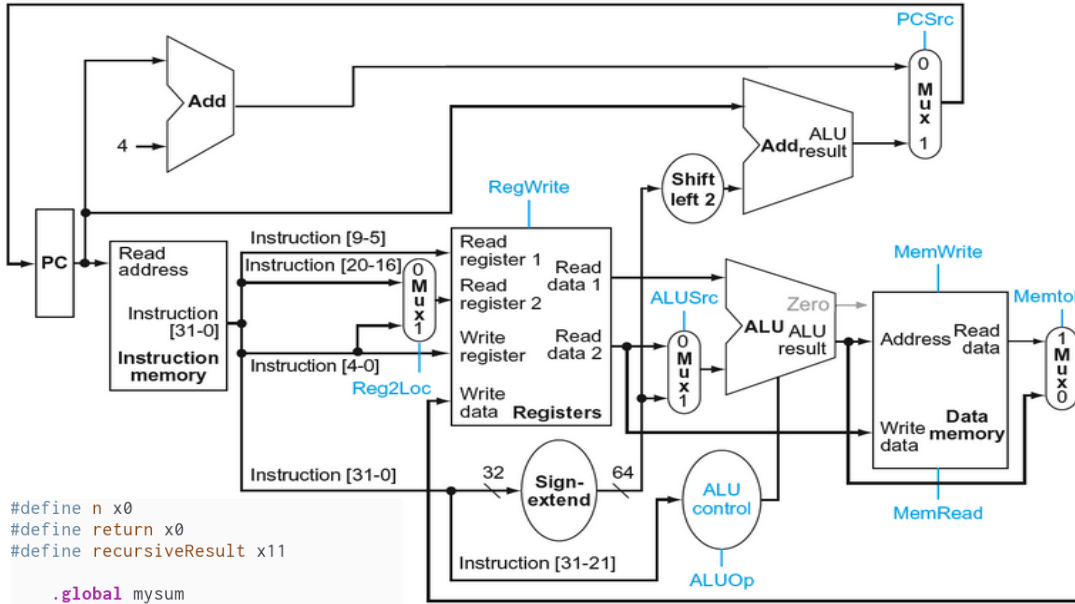 PCSrc
0
Mux
1
Add
4
Add ALU result
Shift left 2
RegWrite
PC
Read address
Instruction [31-0]
Instruction memory
Instruction [9-5]
Instruction [20-16]
Instruction [4-0]
0
Mux
1
Reg2Loc
Read register 1
Read register 2
Write register
Write data
Read data 1
Read data 2
Registers
ALUSrc
0
Mux
1
Zero
ALU ALU result
MemWrite
Address
Read data
Write data
Data memory
MemRead
1
Mux
0
Instruction [31-0]
32
Sign-extend
64
ALU control
Instruction [31-21]
ALUOp
#define n x0
#define return x0
#define recursiveResult x11
.global mysum